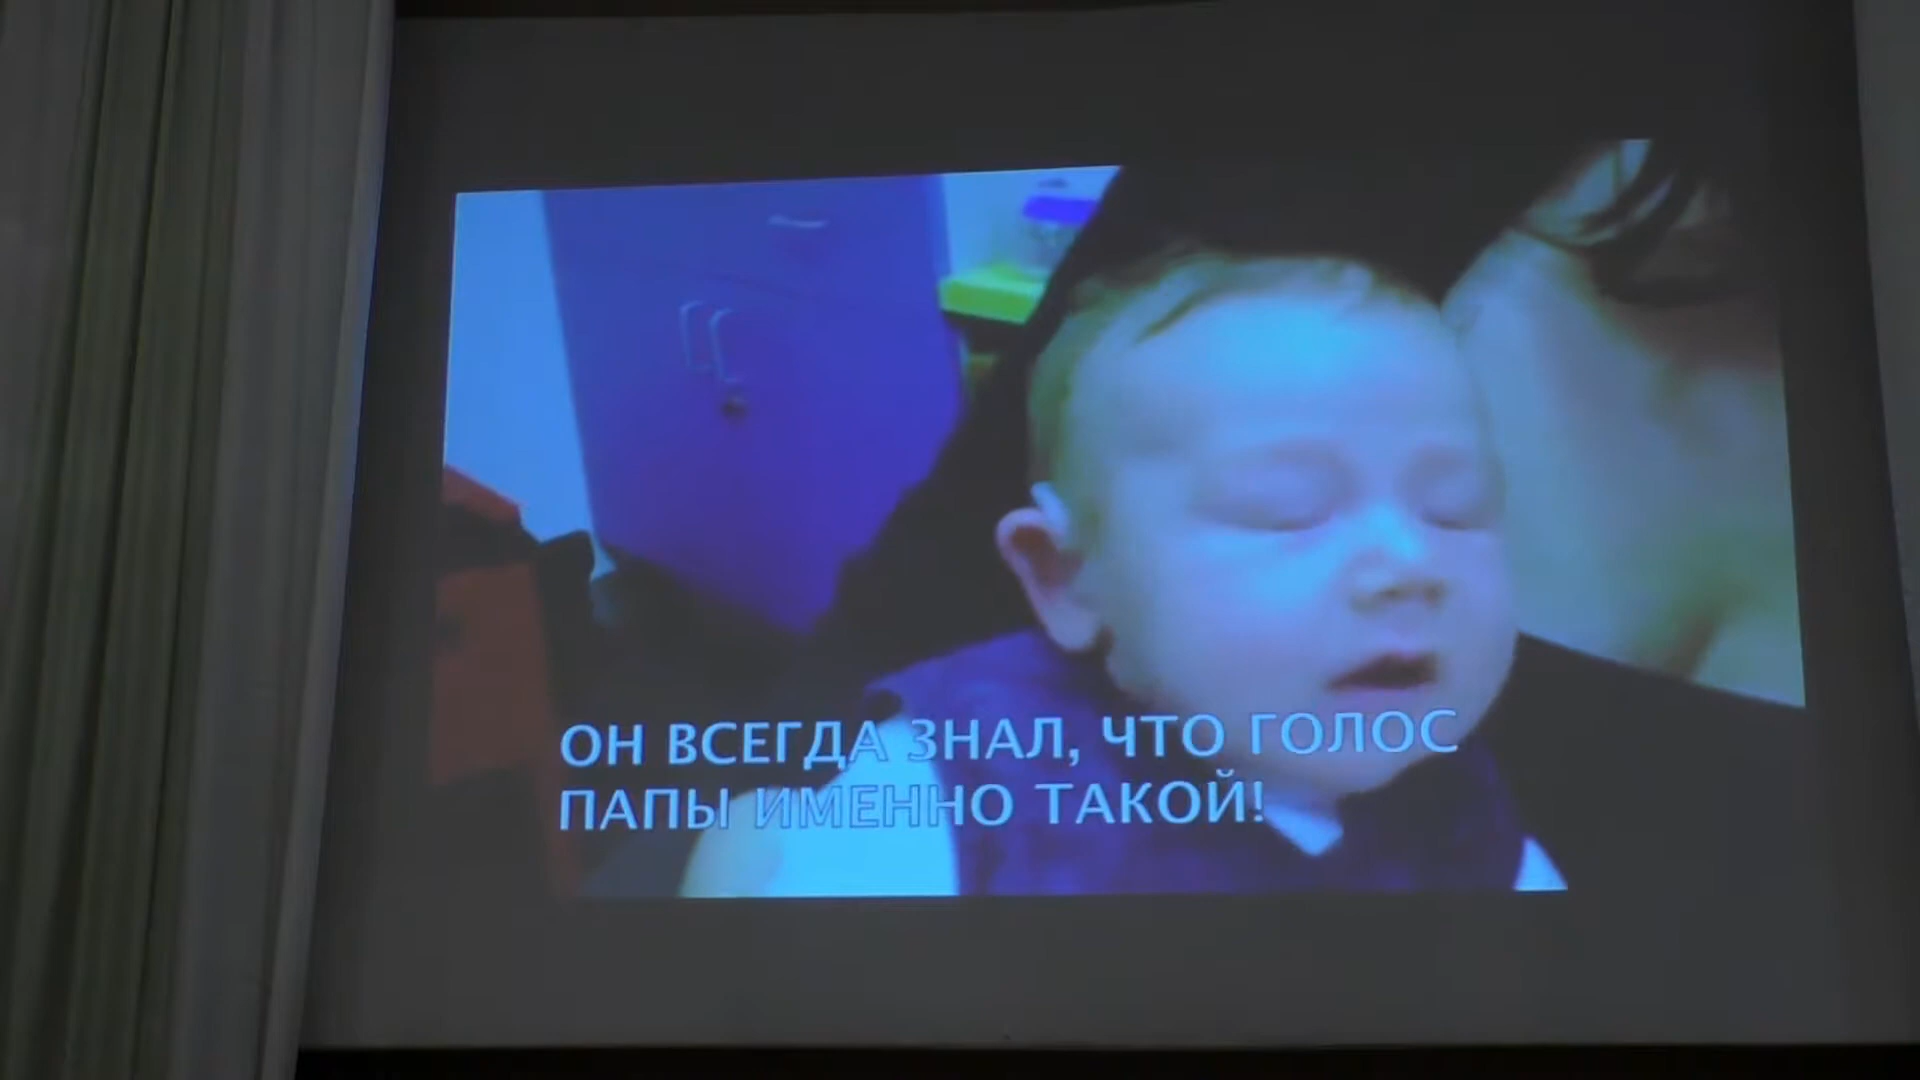 ОН ВСЕГДА ЗНАЛ, ЧТО ГОЛОС
ПАПЫ ИМЕННО ТАКОЙ!